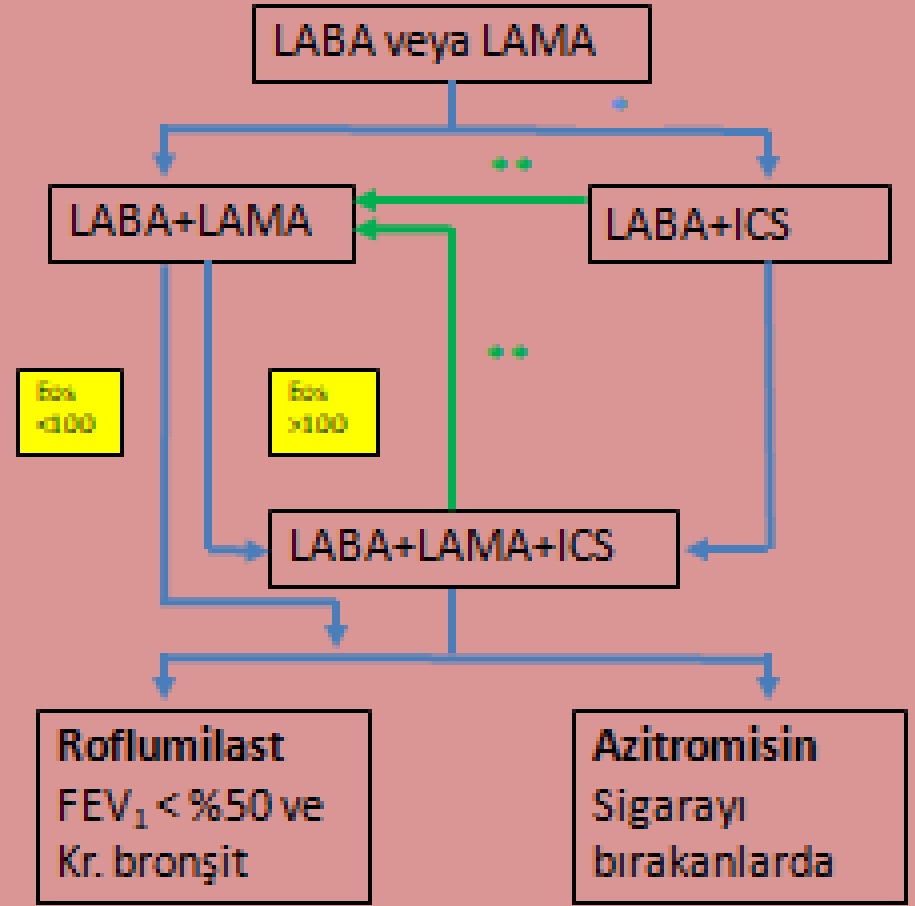 LABA veya LAMA
LABA+LAMA
LABA+ICS
Eos
<100
Eos
>100
LABA+LAMA+ICS
Roflumilast
FEV₁ < %50 ve
Kr. bronşit
Azitromisin
Sigarayı
bırakanlarda